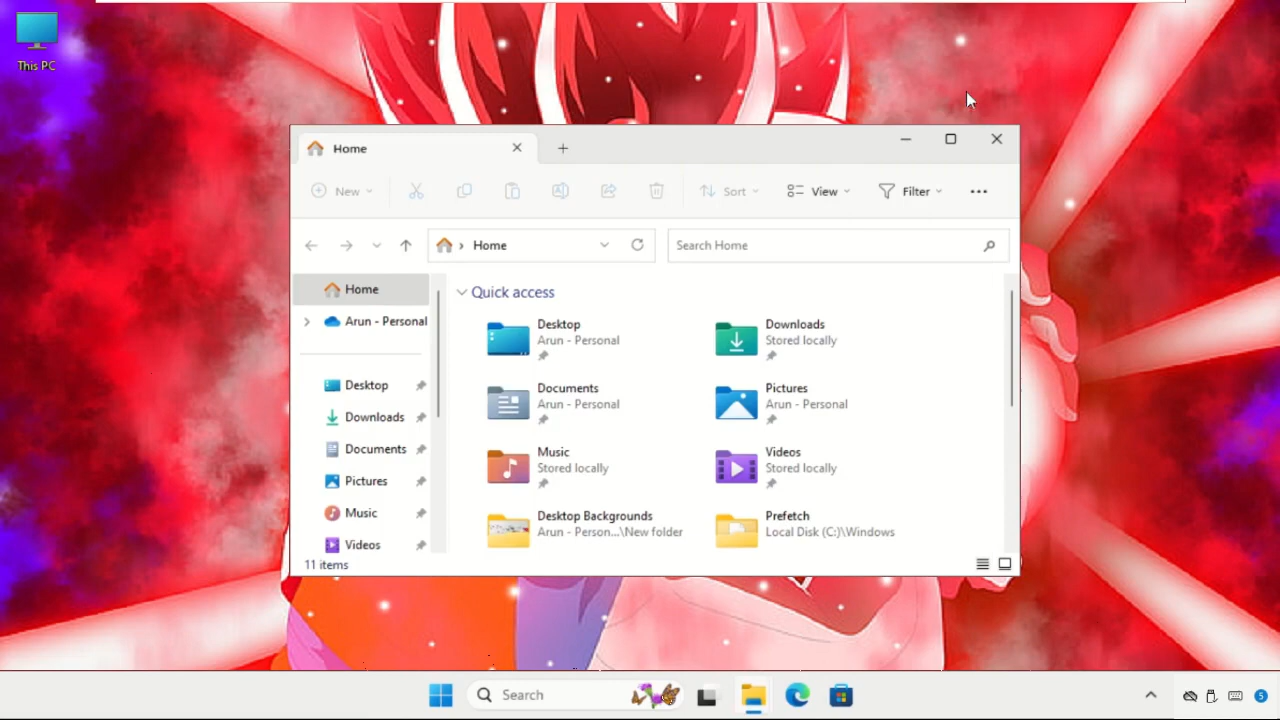 This PC
Home
New
Sort
View
Filter
Home
Search Home
Home
Arun - Personal
Desktop
Downloads
Documents
Pictures
Music
Videos
Quick access
Desktop
Arun - Personal
Downloads
Stored locally
Documents
Arun - Personal
Pictures
Arun - Personal
Music
Stored locally
Videos
Stored locally
Desktop Backgrounds
Arun - Person...\New folder
Prefetch
Local Disk (C:)\Windows
11 items
Search
5